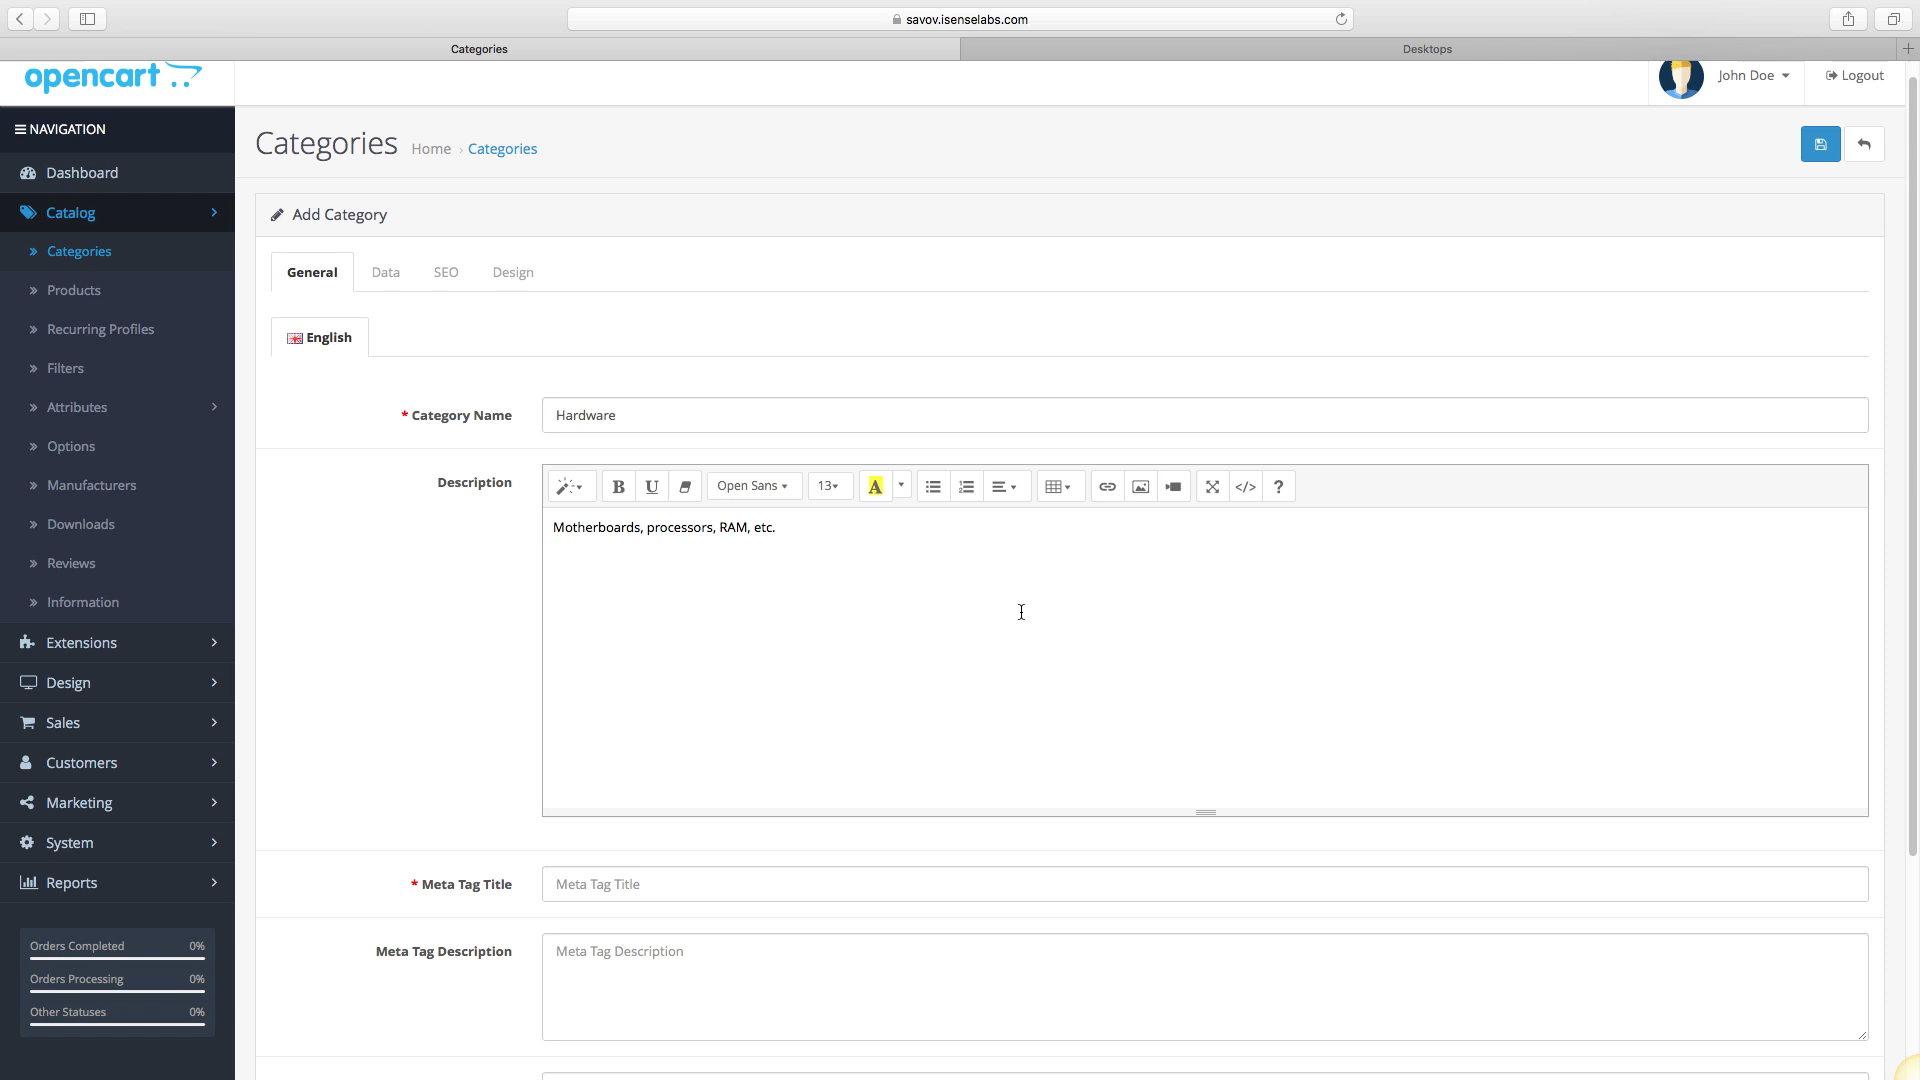 savov.isenselabs.com
Categories
Desktops
opencart
John Doe
Logout
NAVIGATION
Dashboard
Catalog
Categories
Products
Recurring Profiles
Filters
Attributes
Options
Manufacturers
Downloads
Reviews
Information
Extensions
Design
Sales
Customers
Marketing
System
Reports
Orders Completed 0%
Orders Processing 0%
Other Statuses 0%
Categories Home › Categories
Add Category
General Data SEO Design
English
* Category Name Hardware
Description
B U Open Sans 13 A </> ?
Motherboards, processors, RAM, etc.
* Meta Tag Title Meta Tag Title
Meta Tag Description Meta Tag Description